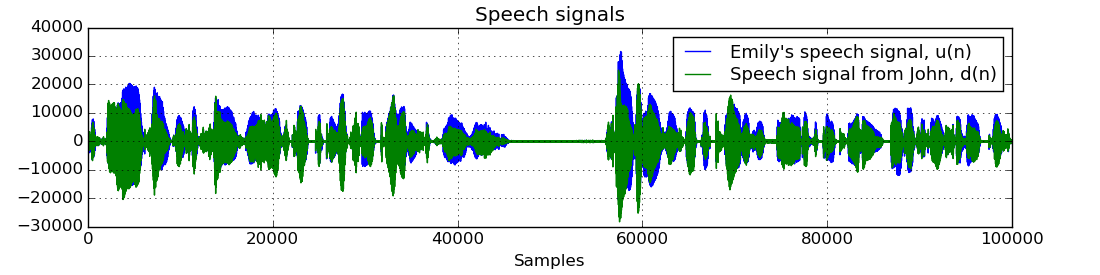 Speech signals
40000
30000
20000
10000
0
−10000
−20000
−30000
Emily's speech signal, u(n)
Speech signal from John, d(n)
0 20000 40000 60000 80000 100000
Samples